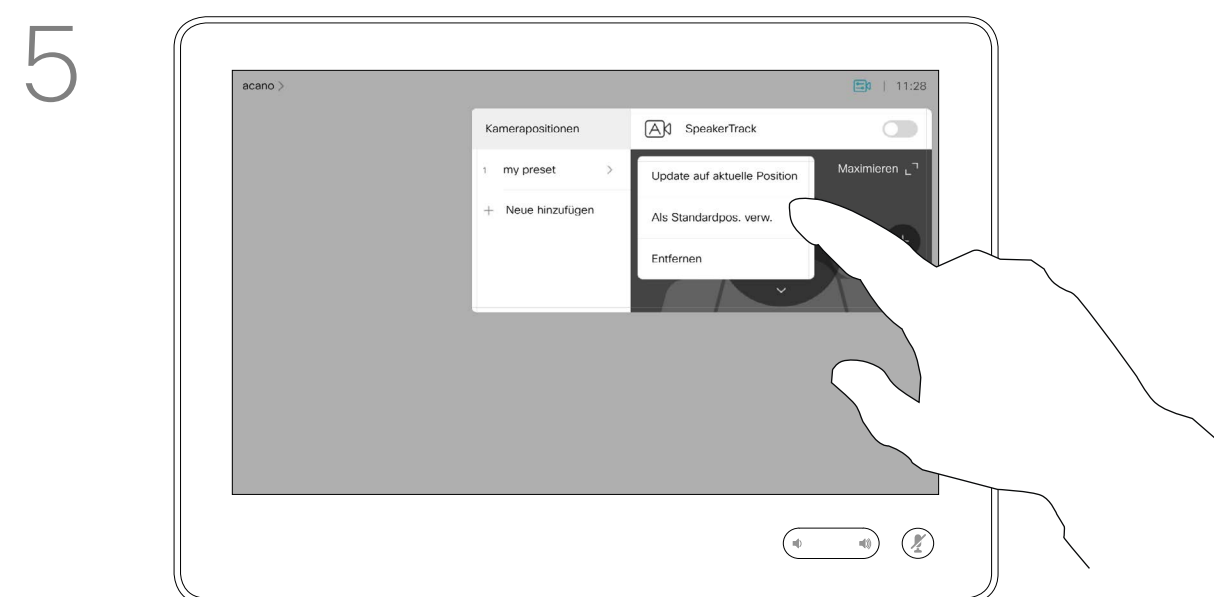 5
acano >
11:28
Kamerapositionen
SpeakerTrack
1 my preset >
Update auf aktuelle Position
Maximieren
+ Neue hinzufügen
Als Standardpos. verw.
Entfernen